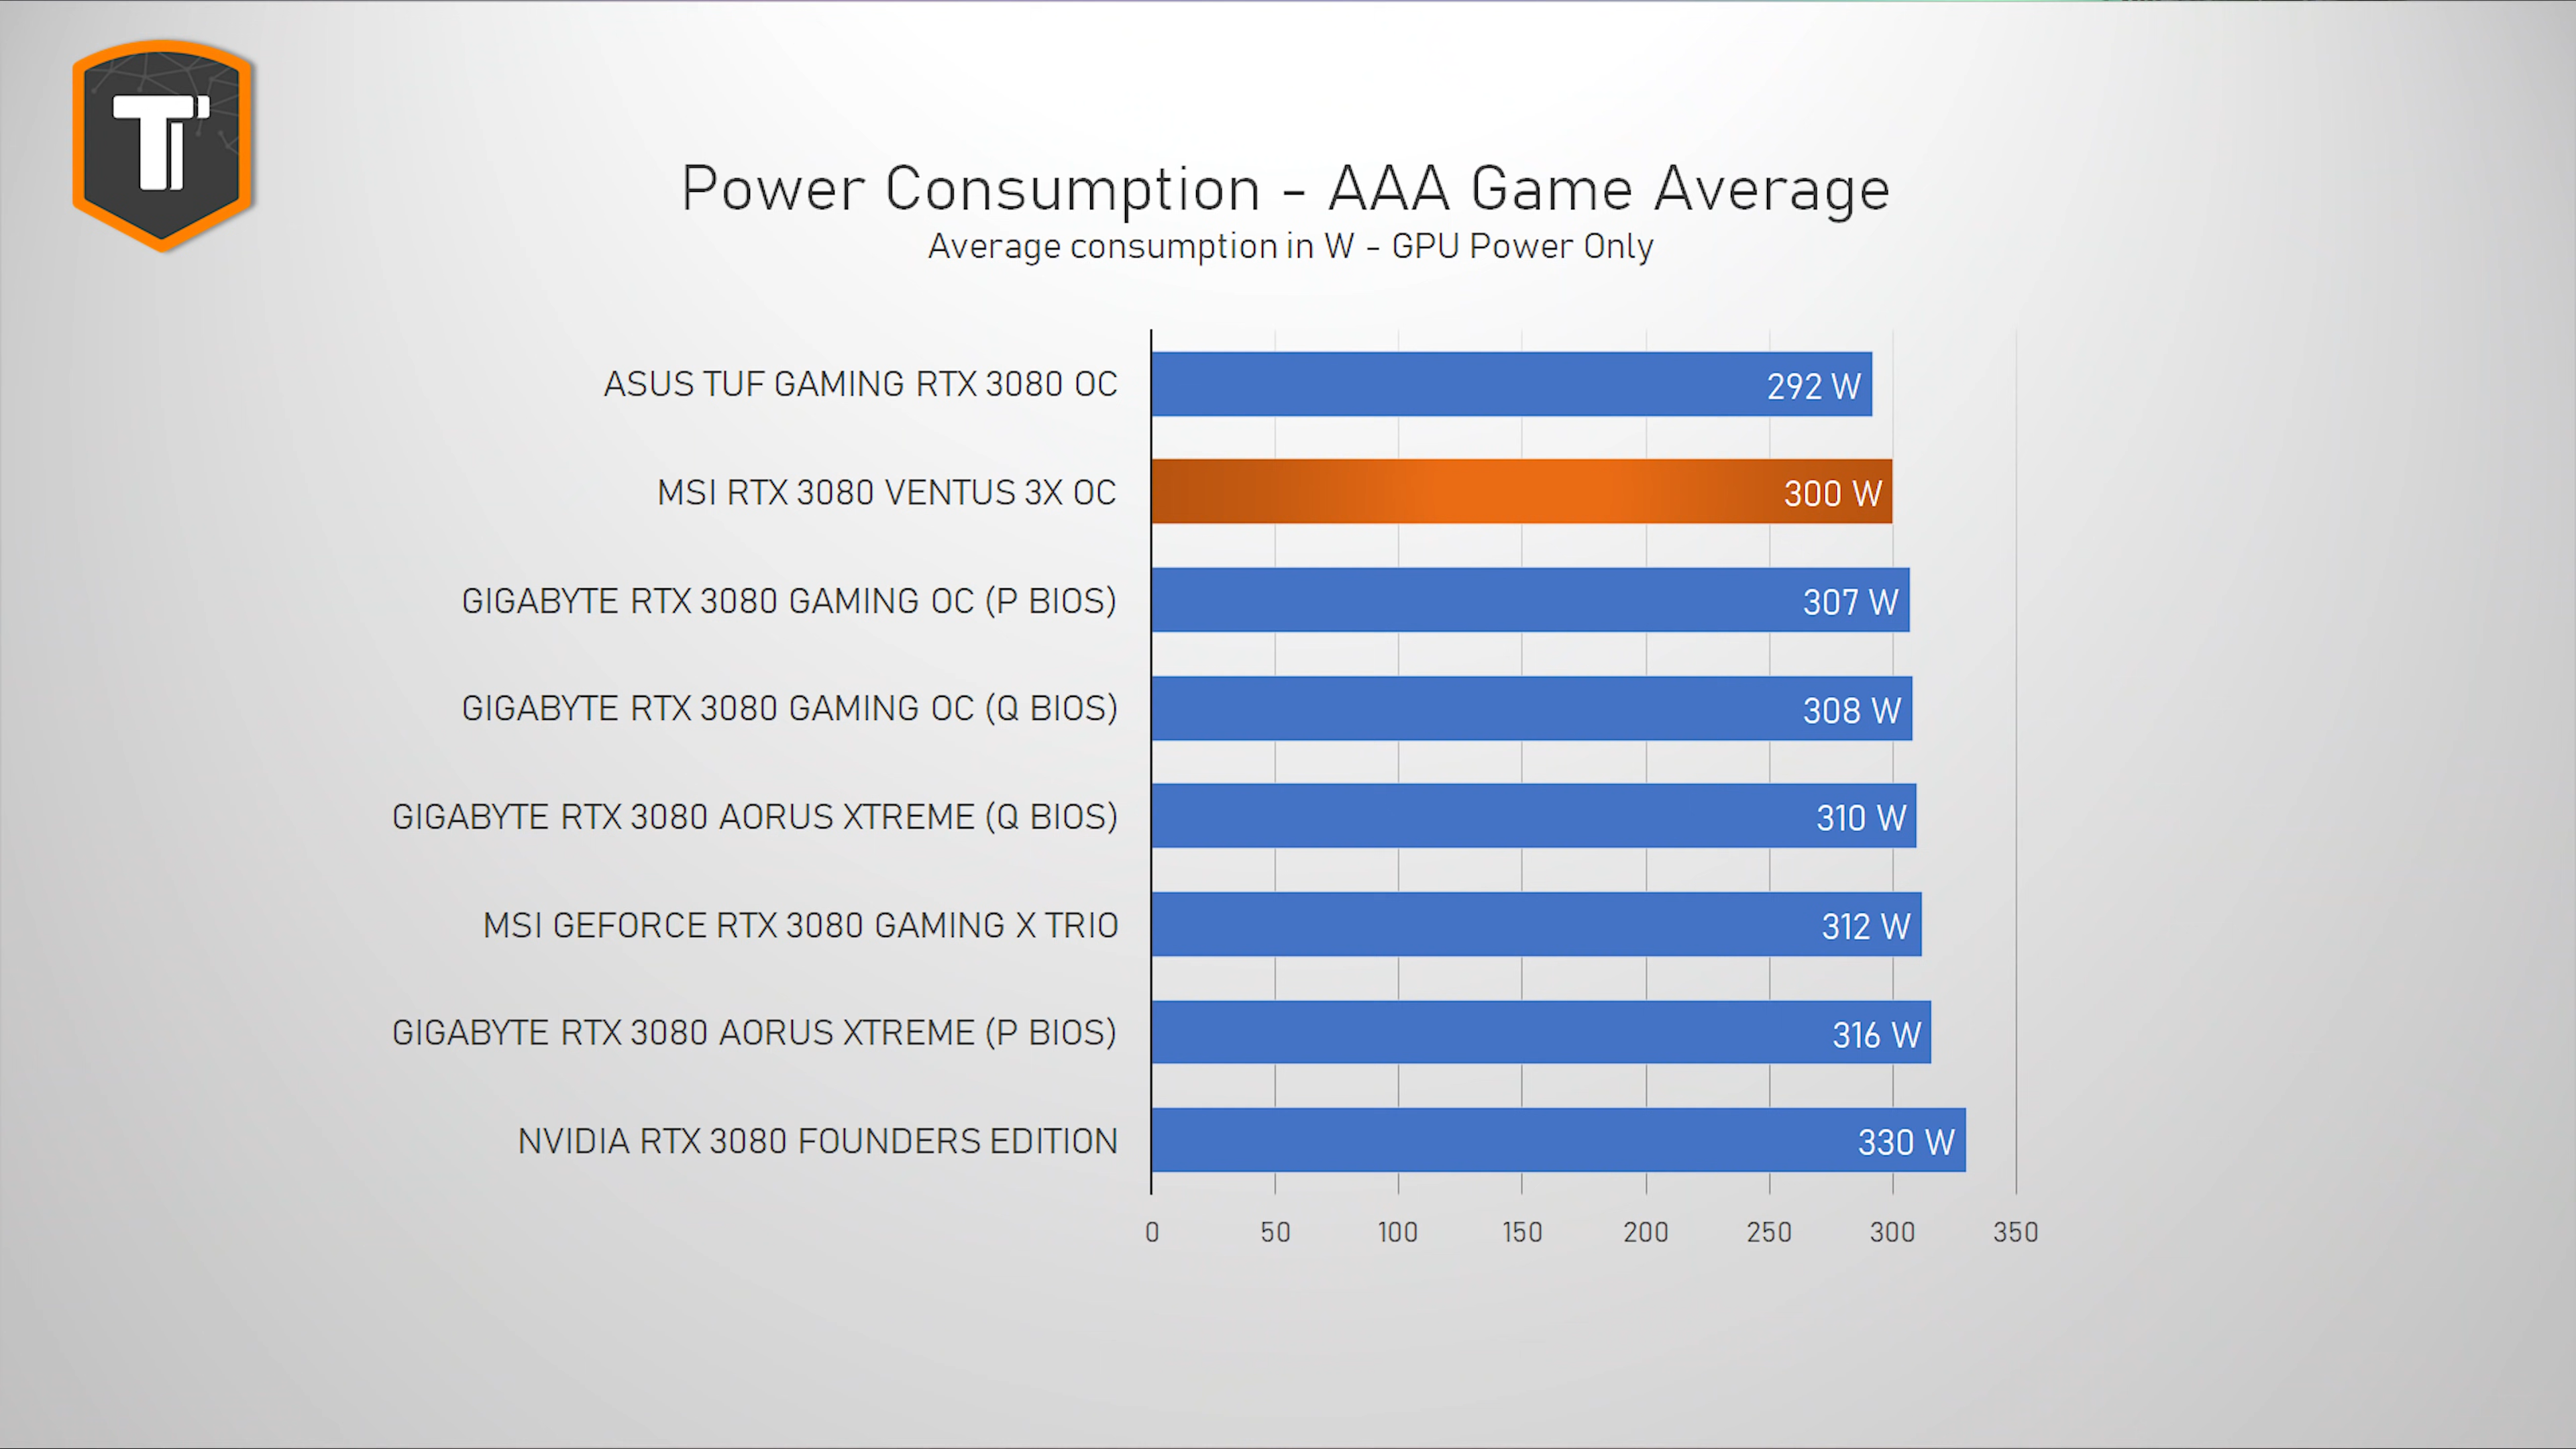 T
Power Consumption - AAA Game Average
Average consumption in W - GPU Power Only
ASUS TUF GAMING RTX 3080 OC 292 W
MSI RTX 3080 VENTUS 3X OC 300 W
GIGABYTE RTX 3080 GAMING OC (P BIOS) 307 W
GIGABYTE RTX 3080 GAMING OC (Q BIOS) 308 W
GIGABYTE RTX 3080 AORUS XTREME (Q BIOS) 310 W
MSI GEFORCE RTX 3080 GAMING X TRIO 312 W
GIGABYTE RTX 3080 AORUS XTREME (P BIOS) 316 W
NVIDIA RTX 3080 FOUNDERS EDITION 330 W
0 50 100 150 200 250 300 350